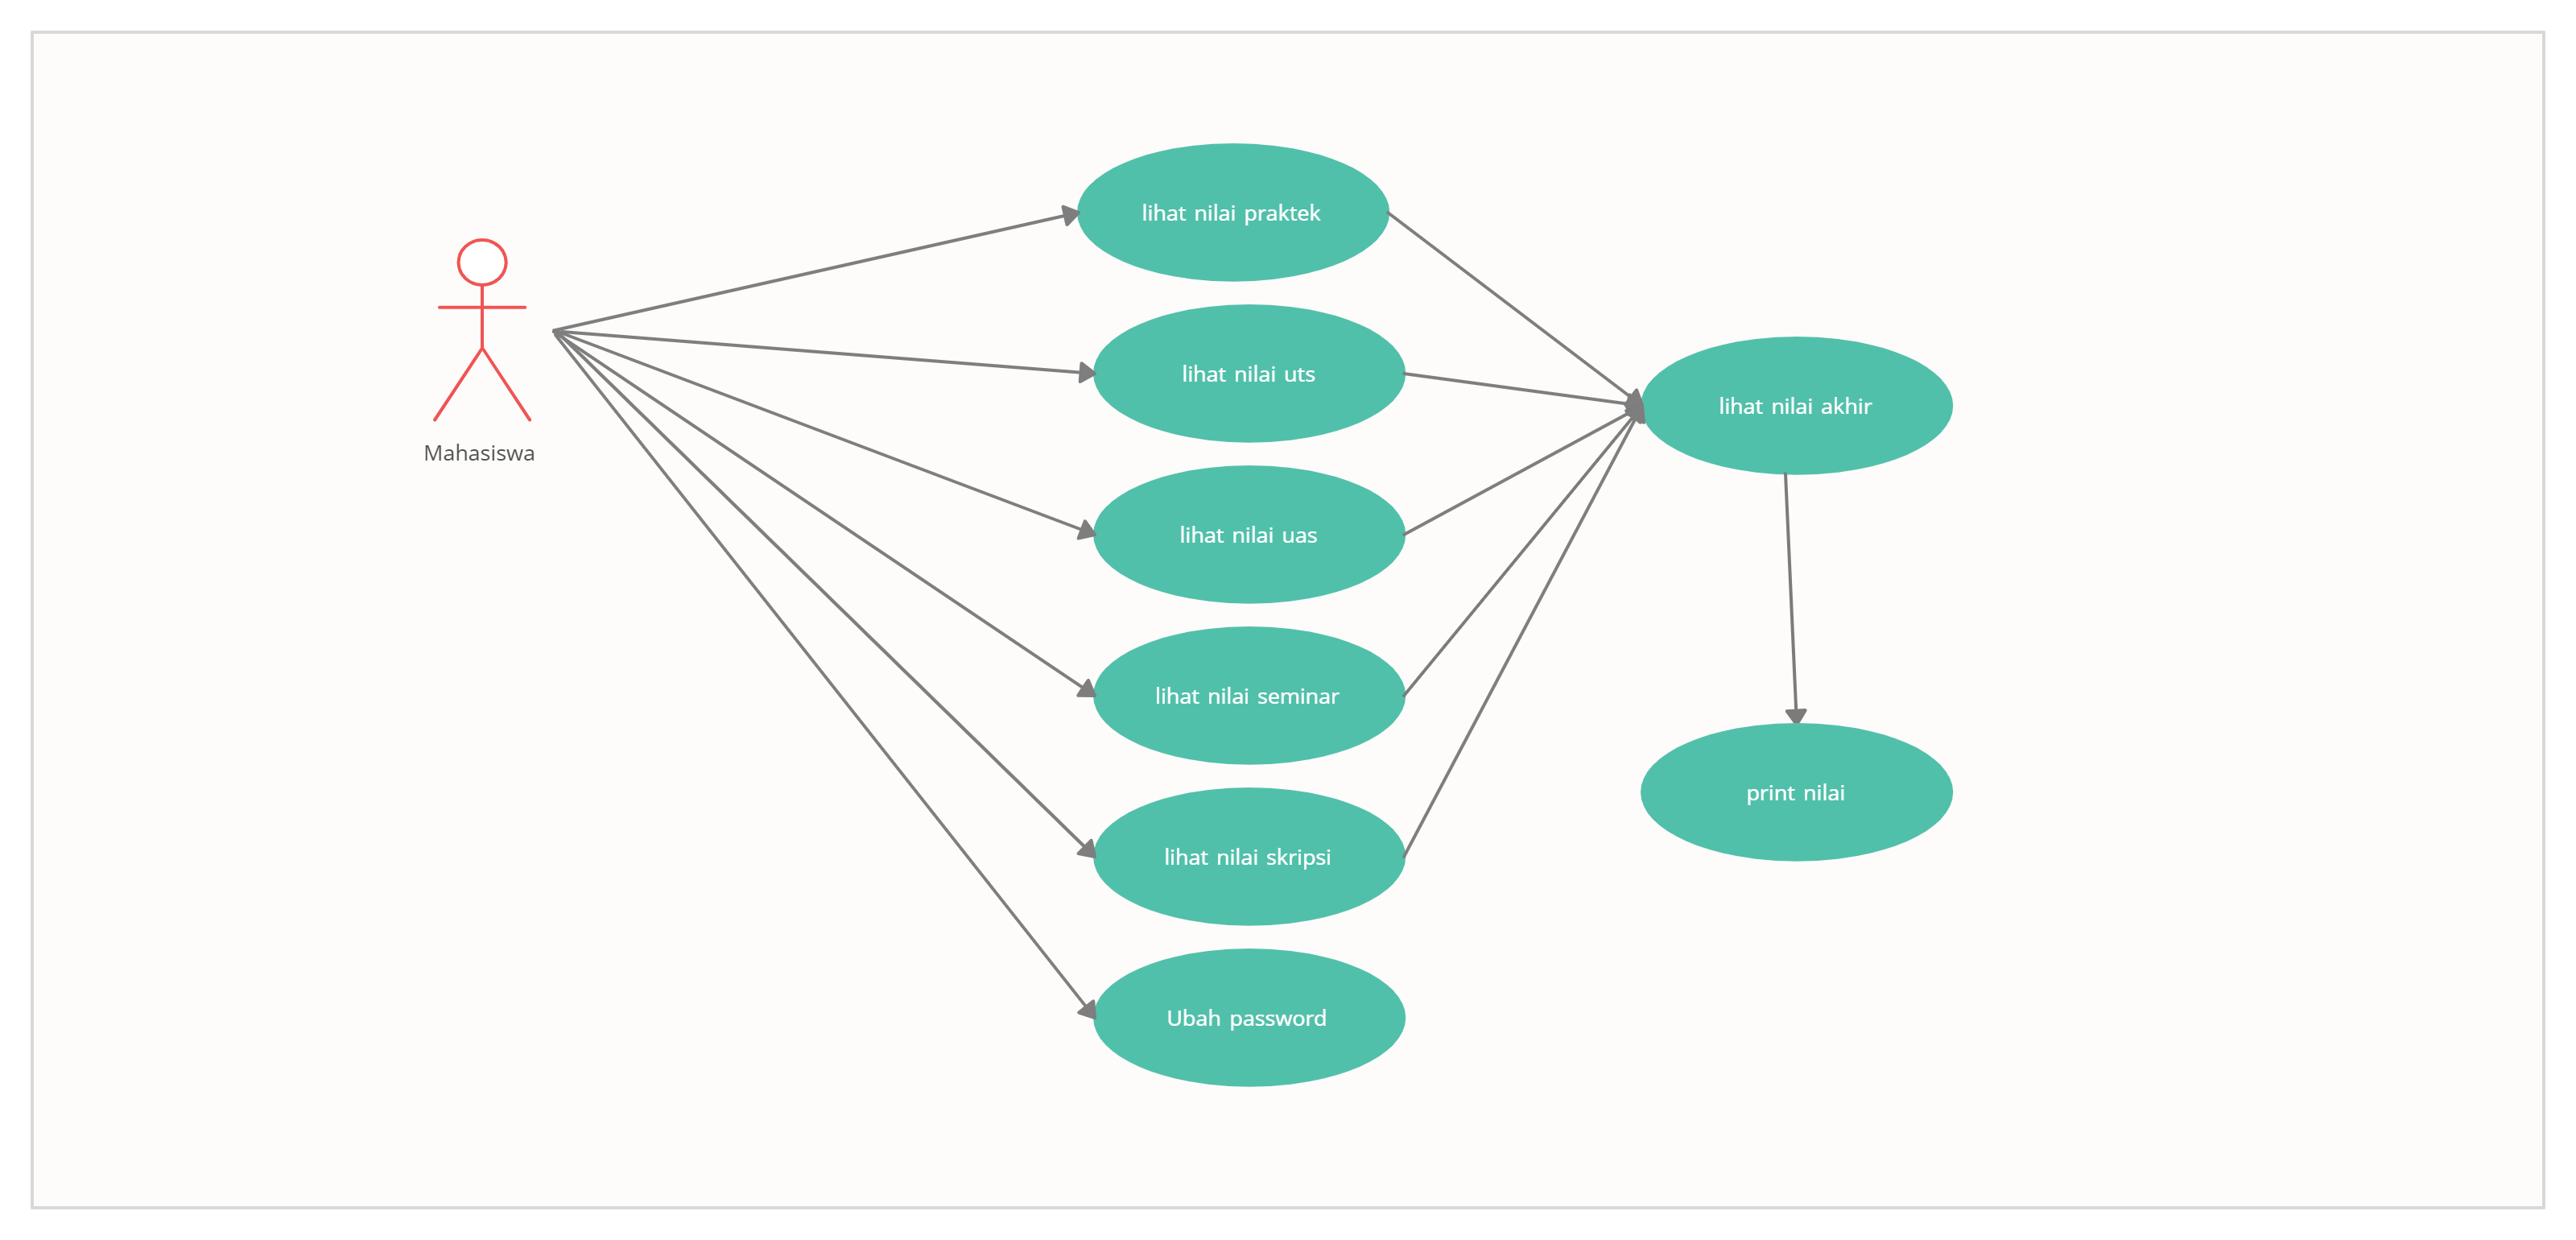 Mahasiswa
lihat nilai praktek
lihat nilai uts
lihat nilai uas
lihat nilai seminar
lihat nilai skripsi
Ubah password
lihat nilai akhir
print nilai